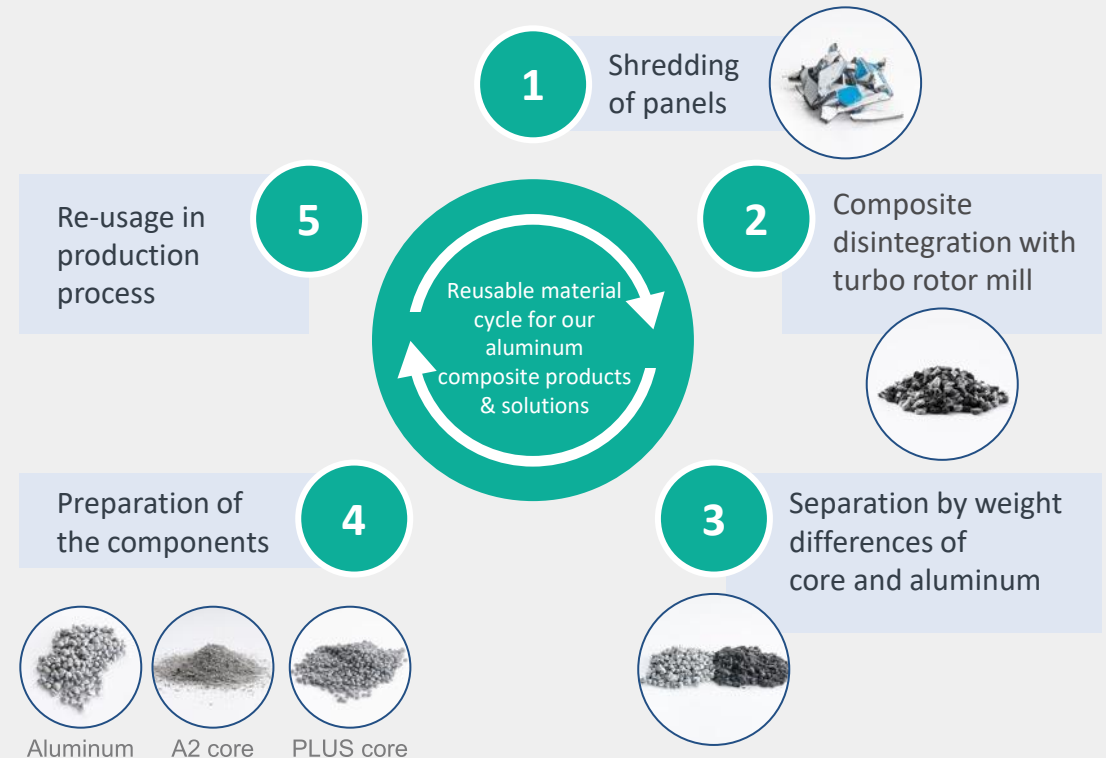 1
Shredding
of panels
2
Composite
disintegration with
turbo rotor mill
3
Separation by weight
differences of
core and aluminum
4
Preparation of
the components
Aluminum
A2 core
PLUS core
5
Re-usage in
production
process
Reusable material
cycle for our
aluminum
composite products
& solutions